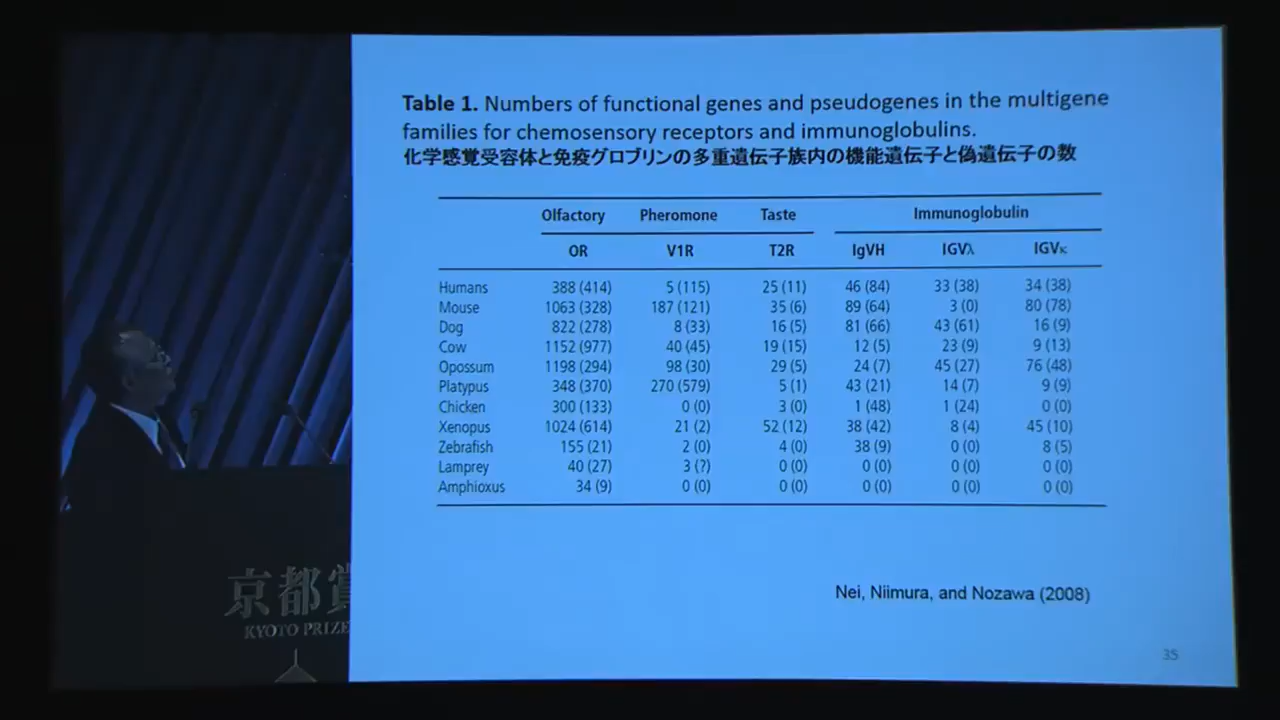 Table 1. Numbers of functional genes and pseudogenes in the multigene
families for chemosensory receptors and immunoglobulins.
化学感覚受容体と免疫グロブリンの多重遺伝子族内の機能遺伝子と偽遺伝子の数
Olfactory Pheromone Taste Immunoglobulin
OR V1R T2R IgVH IGVλ IGVκ
Humans 388 (414) 5 (115) 25 (11) 46 (84) 33 (38) 34 (38)
Mouse 1063 (328) 187 (121) 35 (6) 89 (64) 3 (0) 80 (78)
Dog 822 (278) 8 (33) 16 (5) 81 (66) 43 (61) 16 (9)
Cow 1152 (977) 40 (45) 19 (15) 12 (5) 23 (9) 9 (13)
Opossum 1198 (294) 98 (30) 29 (5) 24 (7) 45 (27) 76 (48)
Platypus 348 (370) 270 (579) 5 (1) 43 (21) 14 (7) 9 (9)
Chicken 300 (133) 0 (0) 3 (0) 1 (48) 1 (24) 0 (0)
Xenopus 1024 (614) 21 (2) 52 (12) 38 (42) 8 (4) 45 (10)
Zebrafish 155 (21) 2 (0) 4 (0) 38 (9) 0 (0) 8 (5)
Lamprey 40 (27) 3 (?) 0 (0) 0 (0) 0 (0) 0 (0)
Amphioxus 34 (9) 0 (0) 0 (0) 0 (0) 0 (0) 0 (0)
Nei, Niimura, and Nozawa (2008)
35
京都賞
KYOTO PRIZE